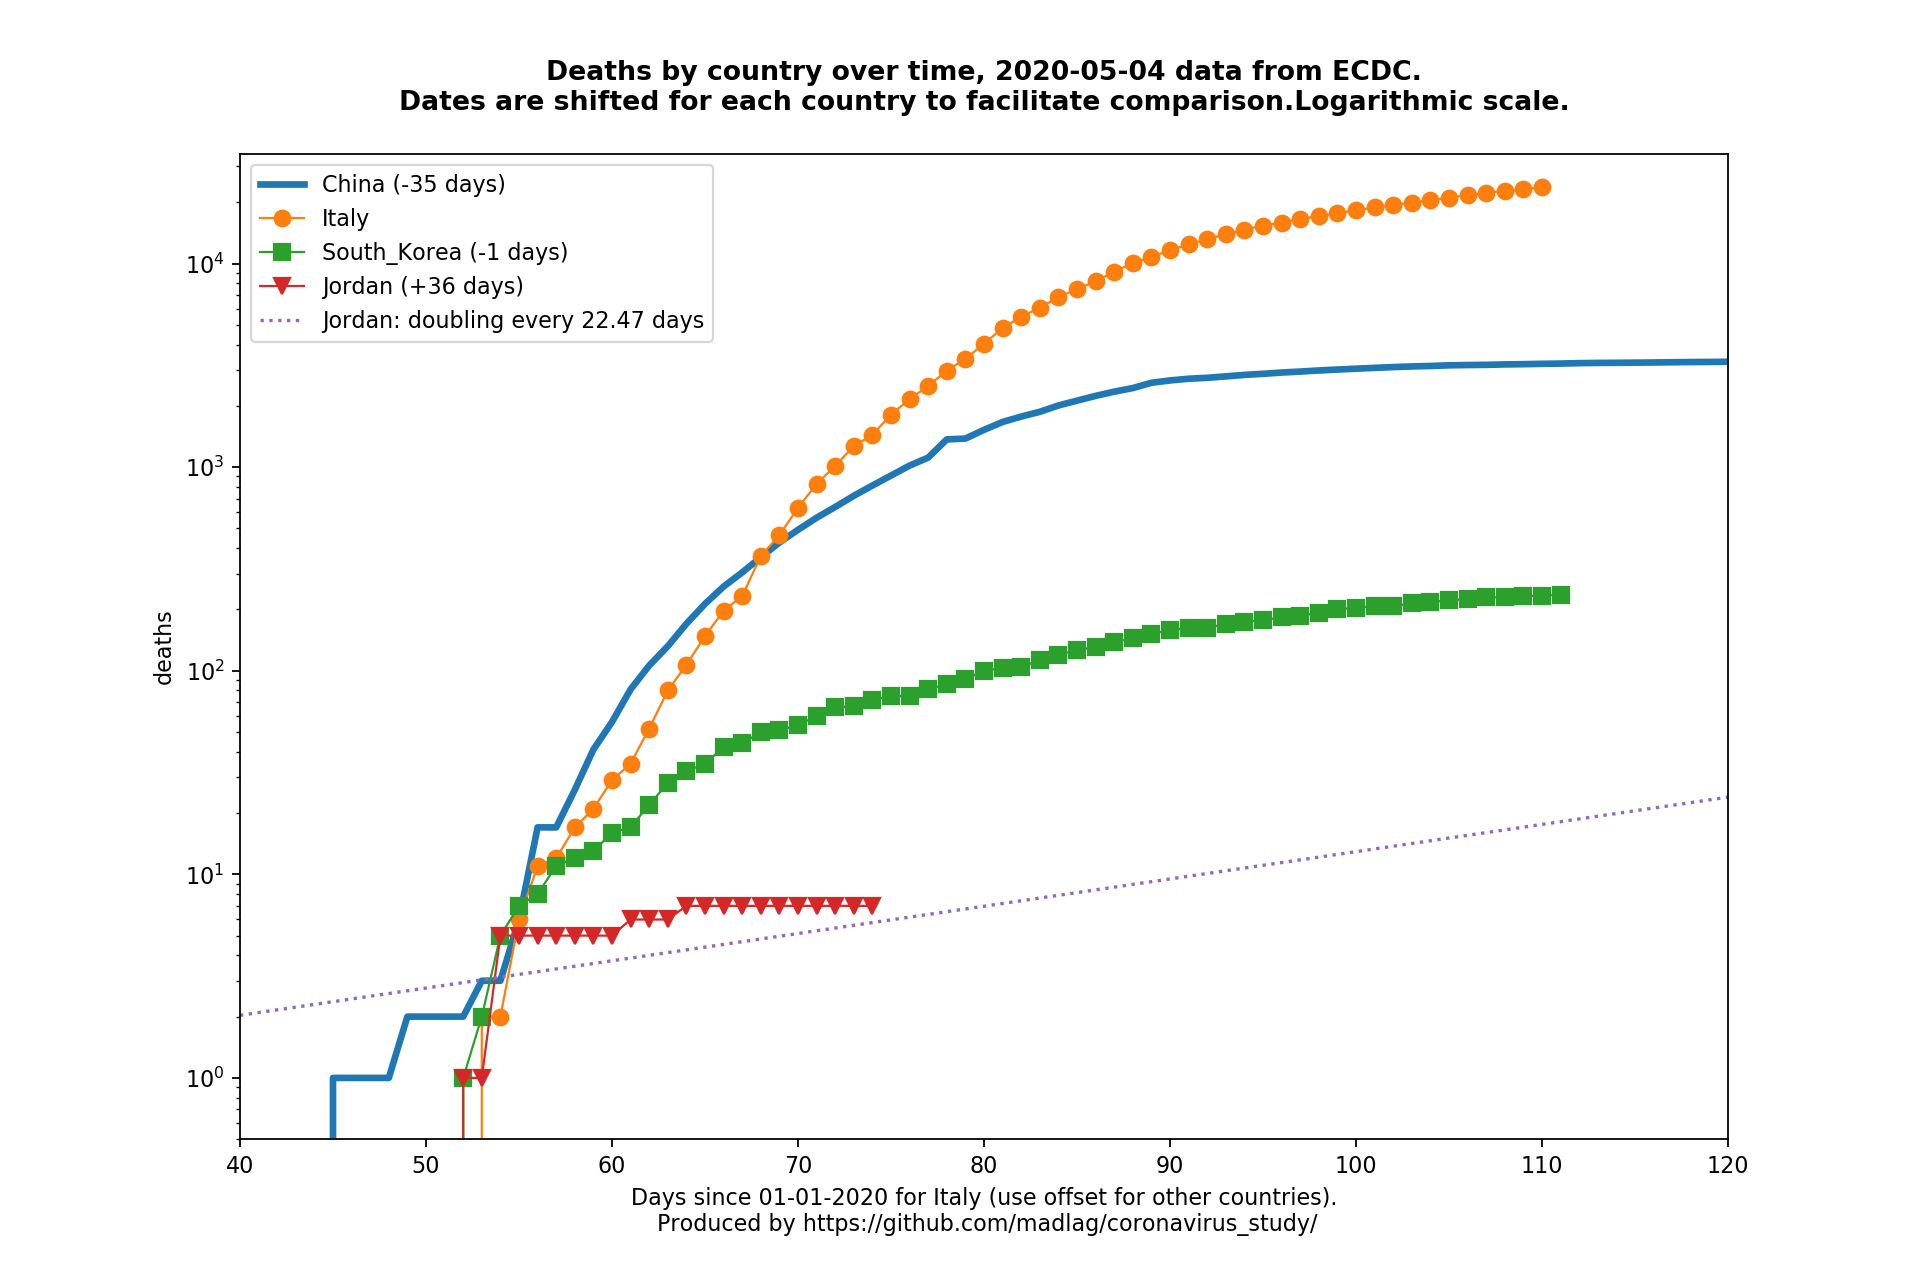 Deaths by country over time, 2020-05-04 data from ECDC.
Dates are shifted for each country to facilitate comparison.Logarithmic scale.
China (-35 days)
Italy
South_Korea (-1 days)
Jordan (+36 days)
Jordan: doubling every 22.47 days
deaths
10⁴
10³
10²
10¹
10⁰
40 50 60 70 80 90 100 110 120
Days since 01-01-2020 for Italy (use offset for other countries).
Produced by https://github.com/madlag/coronavirus_study/